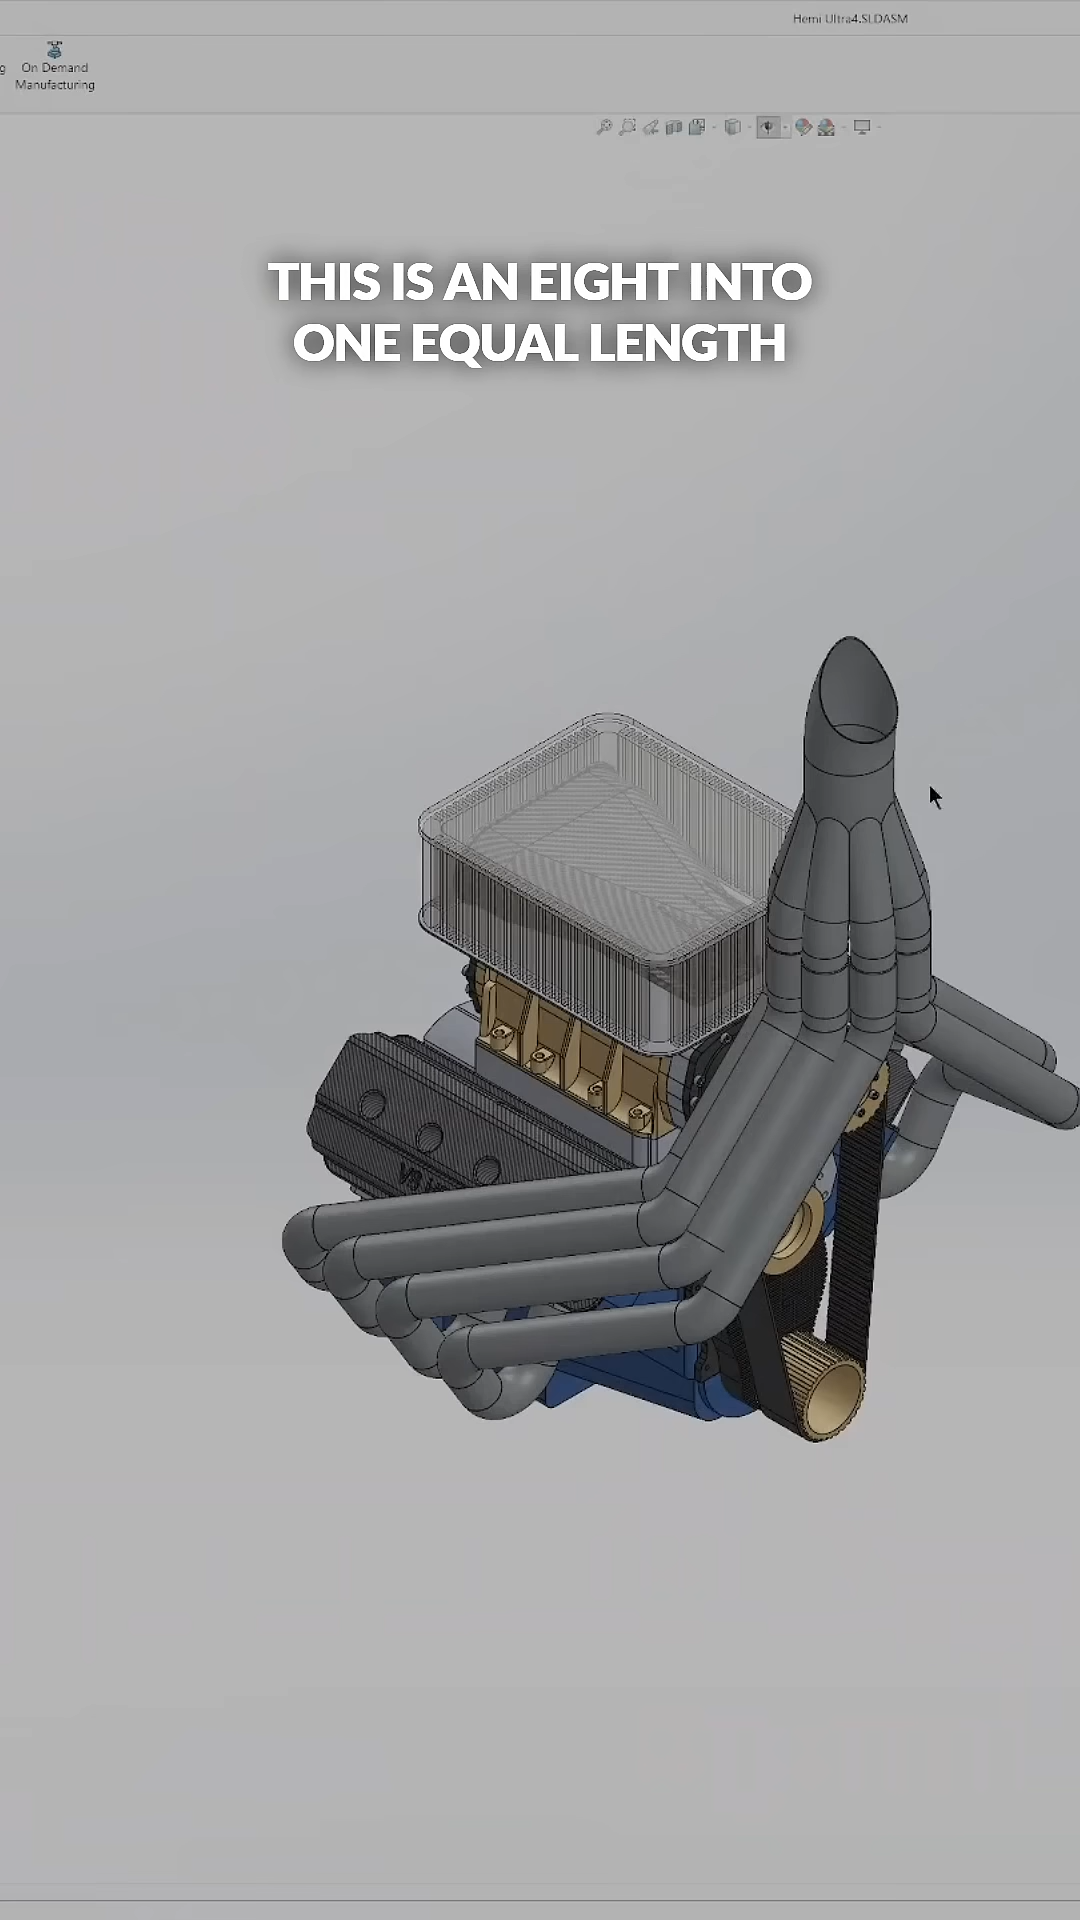 Hemi Ultra4.SLDASM
g On Demand
Manufacturing
THIS IS AN EIGHT INTO
ONE EQUAL LENGTH